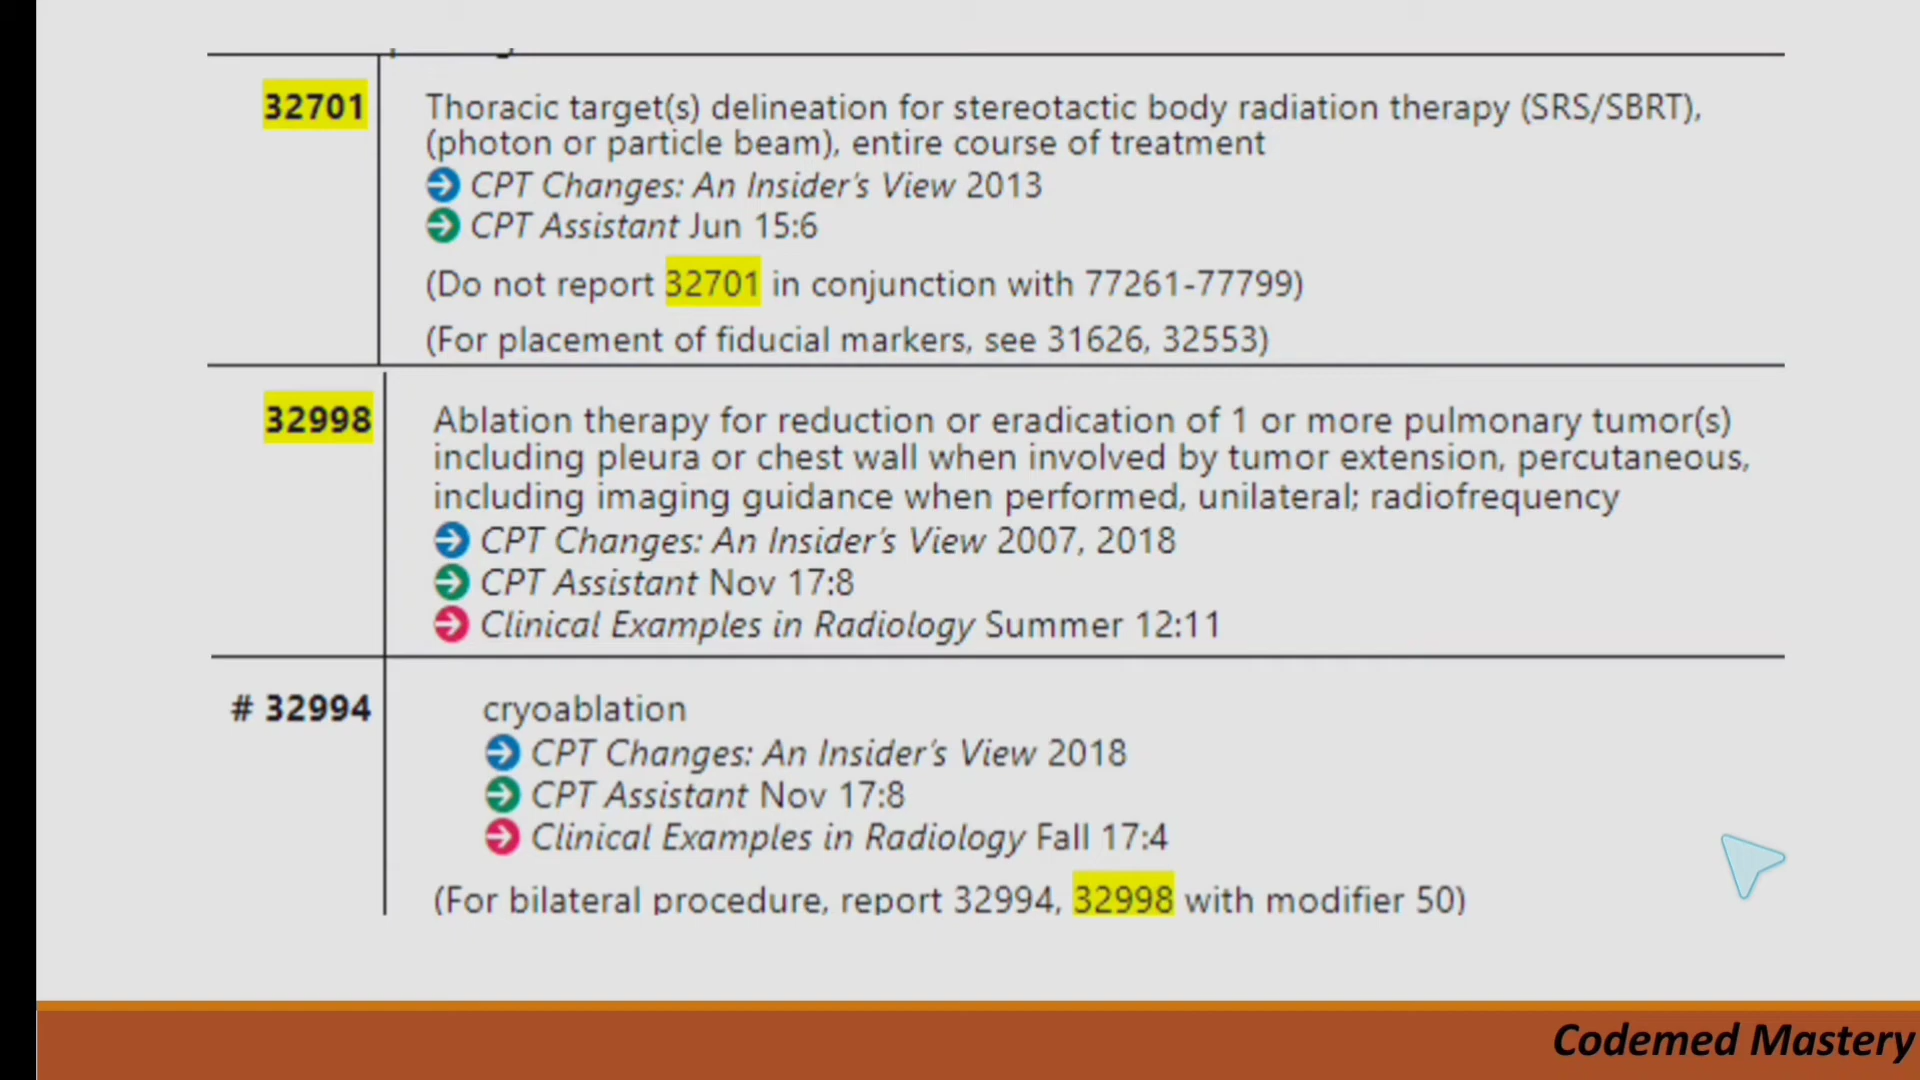 32701 Thoracic target(s) delineation for stereotactic body radiation therapy (SRS/SBRT),
(photon or particle beam), entire course of treatment
CPT Changes: An Insider's View 2013
CPT Assistant Jun 15:6
(Do not report 32701 in conjunction with 77261-77799)
(For placement of fiducial markers, see 31626, 32553)
32998 Ablation therapy for reduction or eradication of 1 or more pulmonary tumor(s)
including pleura or chest wall when involved by tumor extension, percutaneous,
including imaging guidance when performed, unilateral; radiofrequency
CPT Changes: An Insider's View 2007, 2018
CPT Assistant Nov 17:8
Clinical Examples in Radiology Summer 12:11
# 32994 cryoablation
CPT Changes: An Insider's View 2018
CPT Assistant Nov 17:8
Clinical Examples in Radiology Fall 17:4
(For bilateral procedure, report 32994, 32998 with modifier 50)
Codemed Mastery